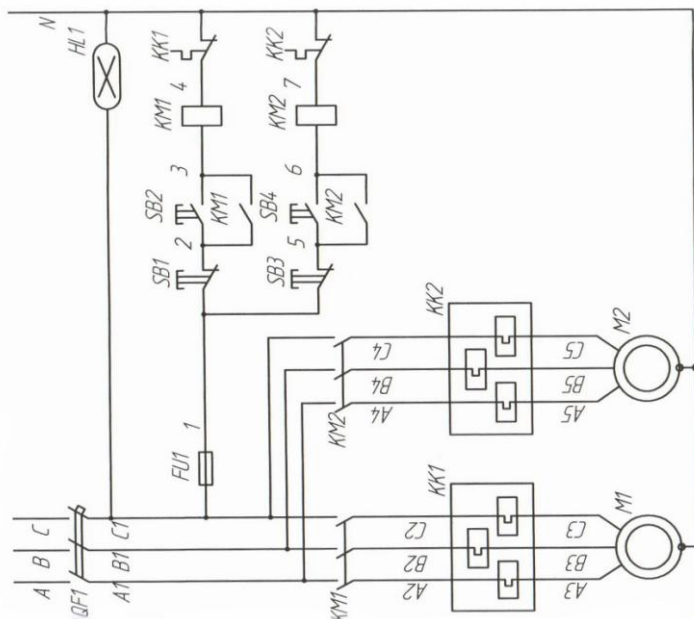 N
HL1
KK1
KK2
4
7
KM1
KM2
3
6
SB2
KM1
SB4
KM2
2
5
SB1
SB3
KK2
C4
C5
M2
B4
B5
1
A4
A5
KM2
FU1
KK1
C
C1
C2
C3
M1
B
B1
B2
B3
A
A1
A2
A3
QF1
KM1